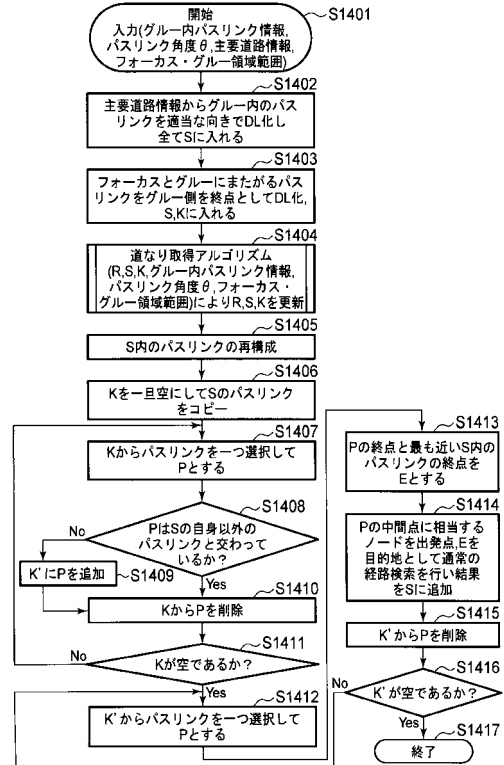 開始
S1401
入力(グルー内パスリンク情報,
パスリンク角度θ,主要道路情報,
フォーカス・グルー領域範囲)
S1402
主要道路情報からグルー内のパス
リンクを適当な向きでDL化し
全てSに入れる
S1403
フォーカスとグルーにまたがるパス
リンクをグルー側を終点としてDL化,
S,Kに入れる
S1404
道なり取得アルゴリズム
(R,S,K,グルー内パスリンク情報,
パスリンク角度θ,フォーカス・
グルー領域範囲)によりR,S,Kを更新
S1405
S内のパスリンクの再構成
S1406
Kを一旦空にしてSのパスリンク
をコピー
S1407
Kからパスリンクを一つ選択して
Pとする
S1408
PはSの自身以外の
パスリンクと交わって
いるか?
No
Yes
K'にPを追加
S1409
S1410
KからPを削除
S1411
Kが空であるか?
No
Yes
S1412
K'からパスリンクを一つ選択して
Pとする
S1413
Pの終点と最も近いS内の
パスリンクの終点を
Eとする
S1414
Pの中間点に相当する
ノードを出発点,Eを
目的地として通常の
経路検索を行い結果
をSに追加
S1415
K'からPを削除
S1416
K'が空であるか?
No
Yes
S1417
終了